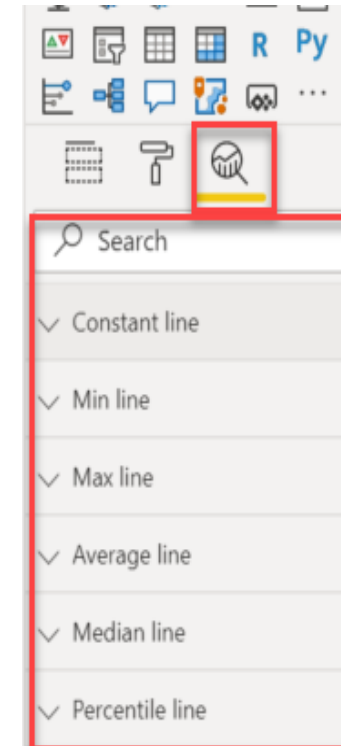 R Py
Search
Constant line
Min line
Max line
Average line
Median line
Percentile line